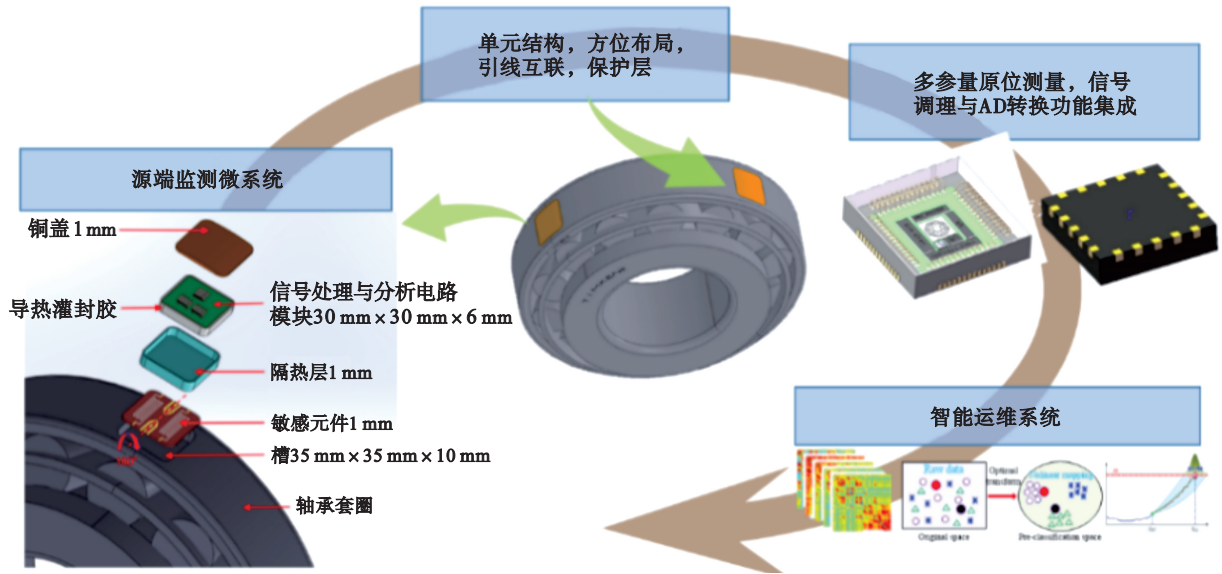 单元结构，方位布局，
引线互联，保护层
多参量原位测量，信号
调理与AD转换功能集成
源端监测微系统
铜盖1 mm
导热灌封胶
信号处理与分析电路
模块30 mm×30 mm×6 mm
隔热层1 mm
敏感元件1 mm
槽35 mm×35 mm×10 mm
轴承套圈
智能运维系统
Raw data
Optimal
transform
Original space
Pre-classification space